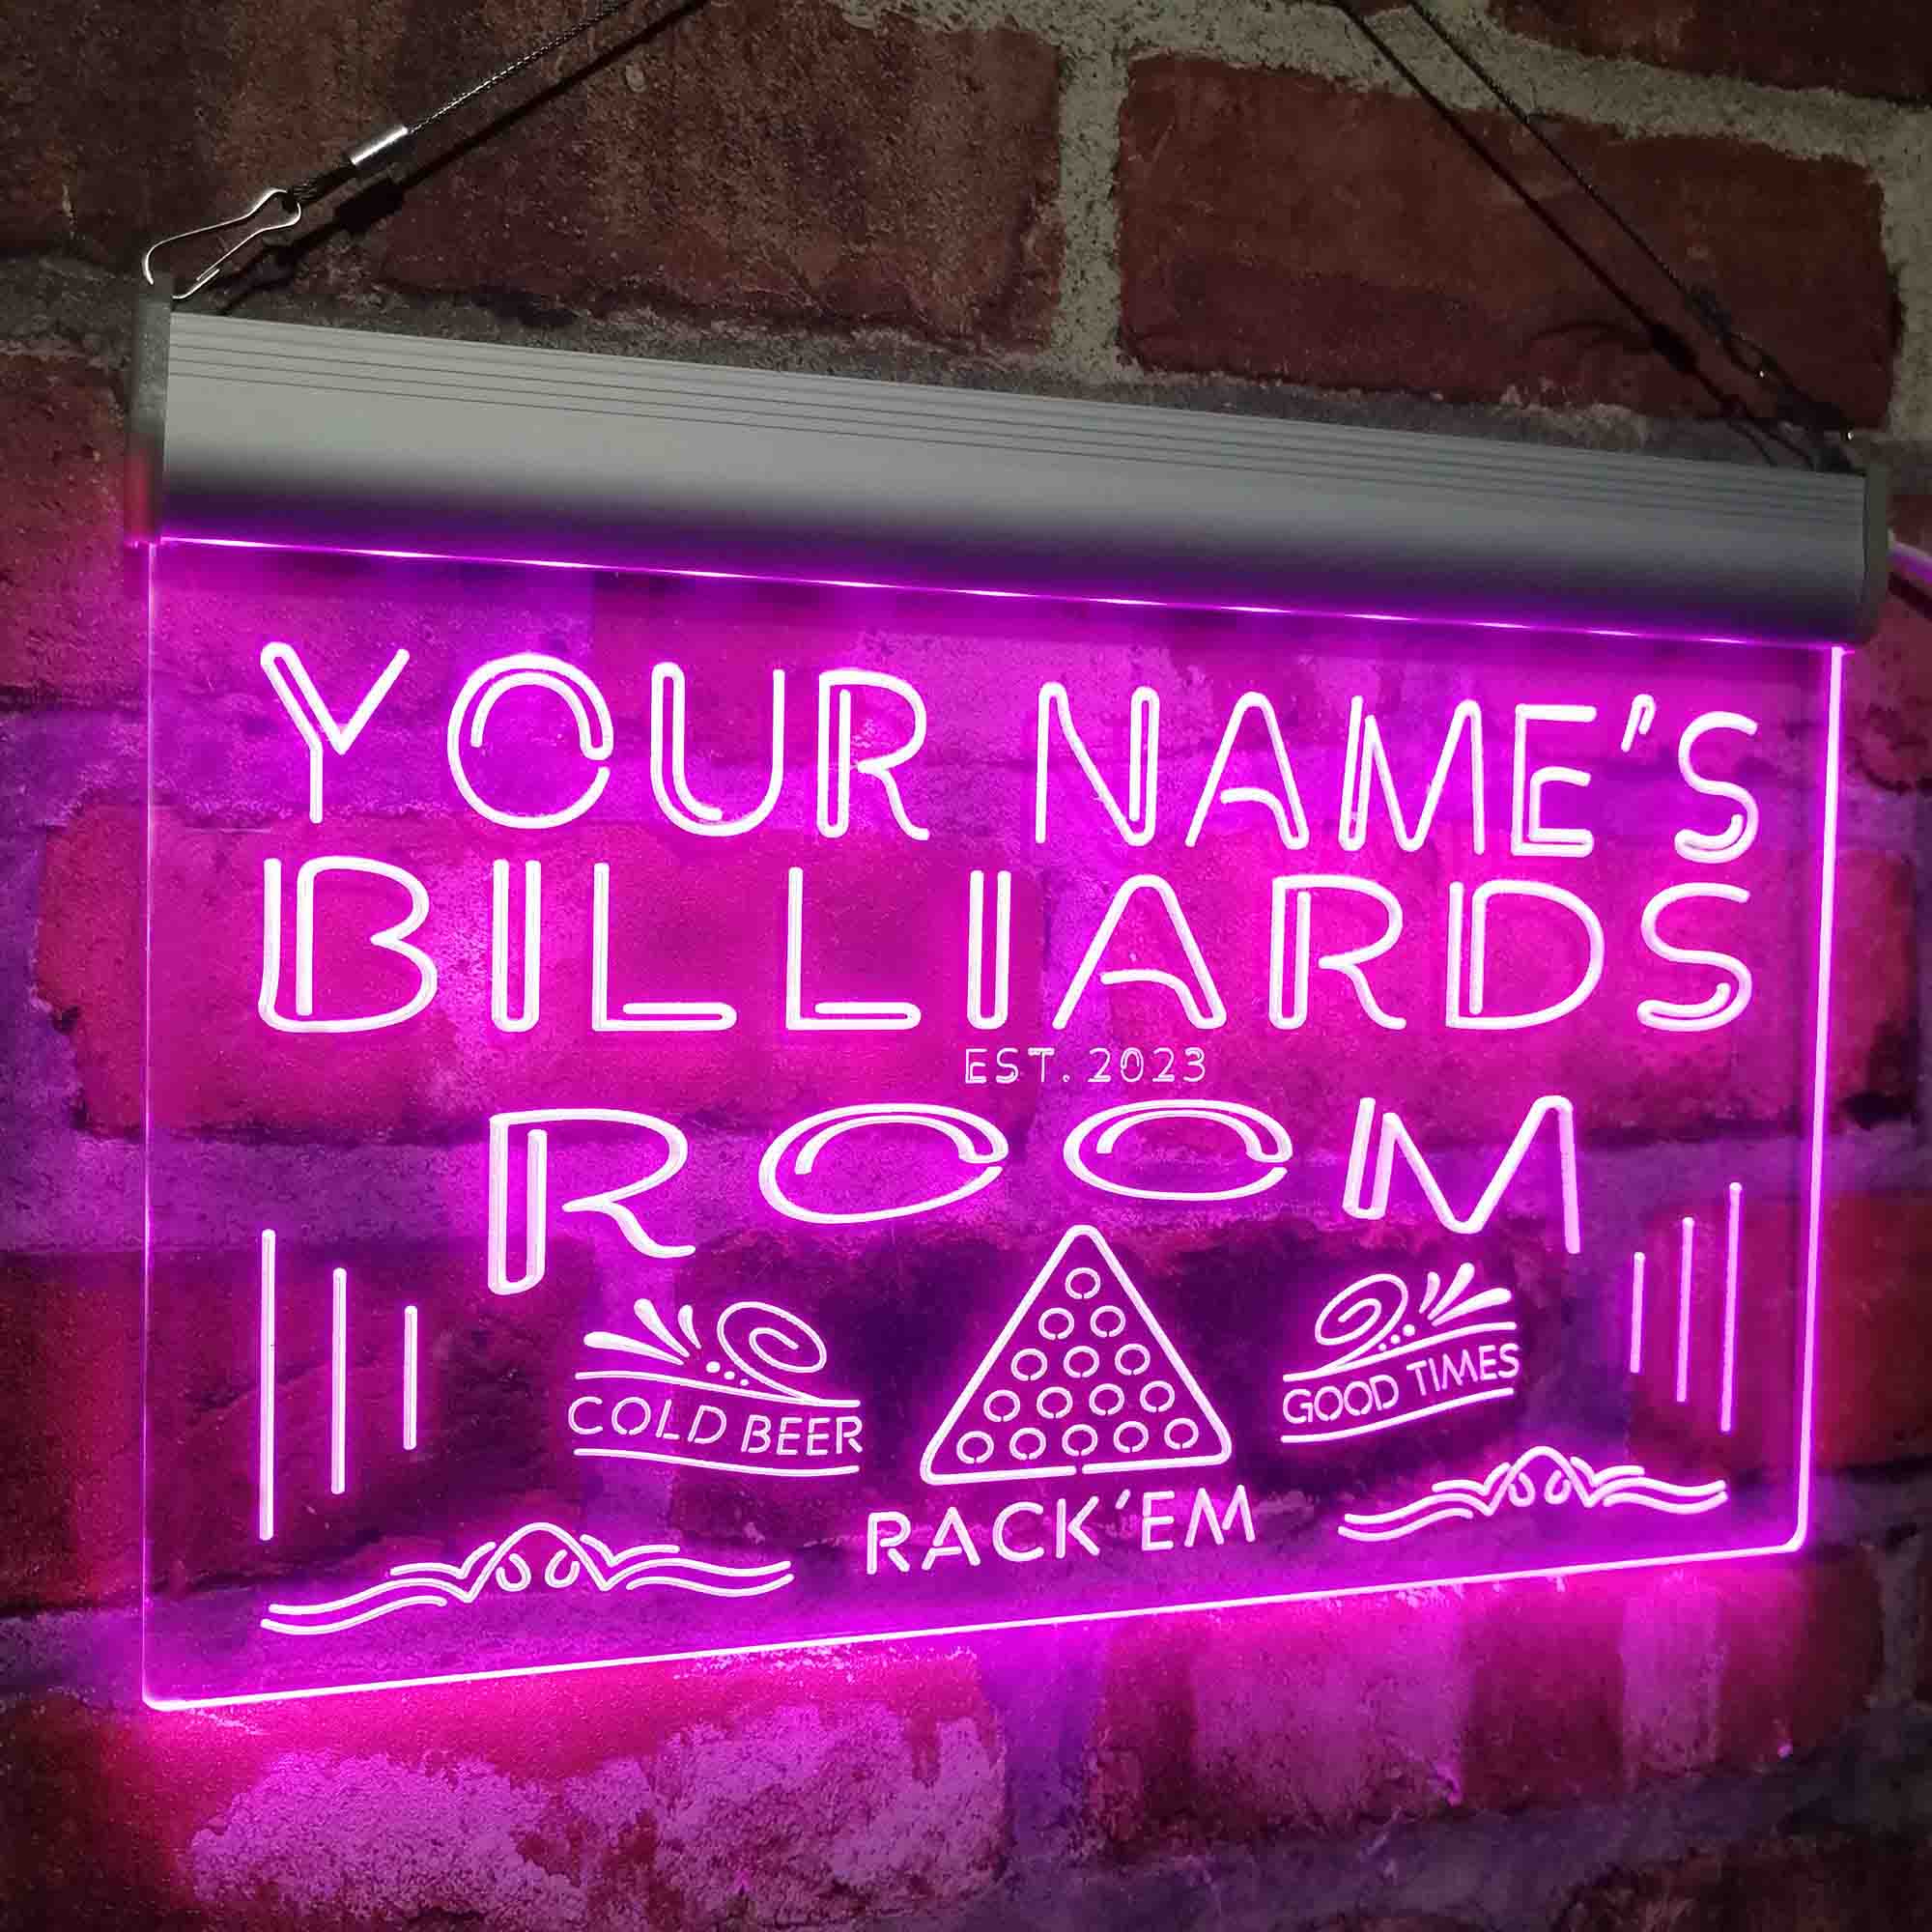 YOUR NAME'S
BILLIARDS
EST. 2023
ROOM
COLD BEER
GOOD TIMES
RACK'EM